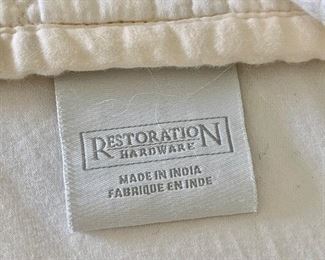 RESTORATION
HARDWARE
MADE IN INDIA
FABRIQUE EN INDE